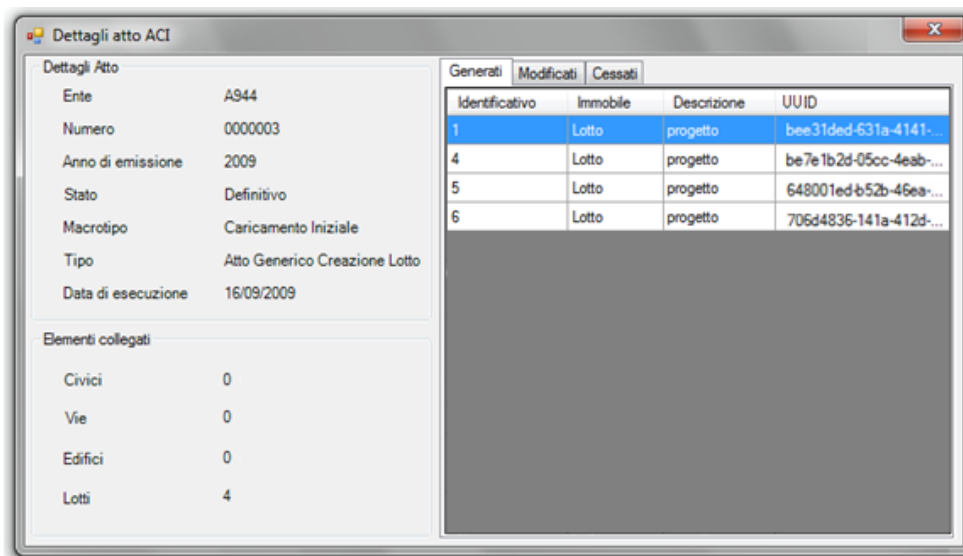 Dettagli atto ACI
Dettagli Atto
Ente A944
Numero 0000003
Anno di emissione 2009
Stato Definitivo
Macrotipo Caricamento Iniziale
Tipo Atto Generico Creazione Lotto
Data di esecuzione 16/09/2009
Elementi collegati
Civici 0
Vie 0
Edifici 0
Lotti 4
Generati Modificati Cessati
Identificativo Immobile Descrizione UUID
1 Lotto progetto bee31ded-631a-4141-...
4 Lotto progetto be7e1b2d-05cc-4eab-...
5 Lotto progetto 648001ed-b52b-46ea-...
6 Lotto progetto 706d4836-141a-412d-...